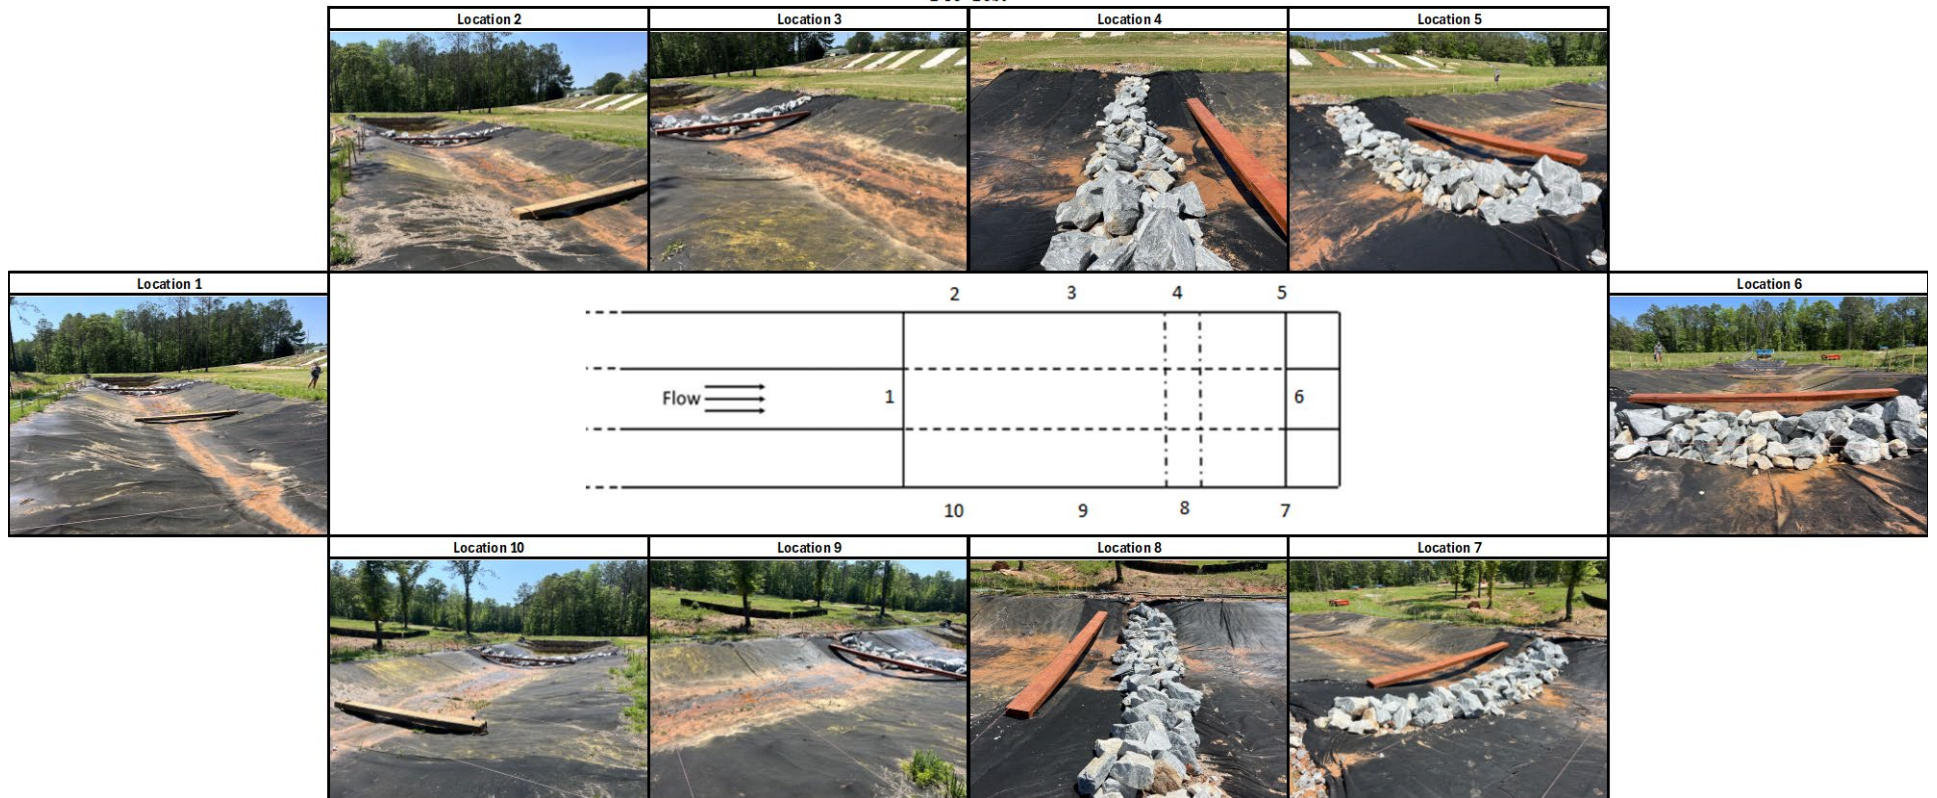 Location 2
Location 3
Location 4
Location 5
Location 1
Location 6
2
3
4
5
Flow
1
6
10
9
8
7
Location 10
Location 9
Location 8
Location 7